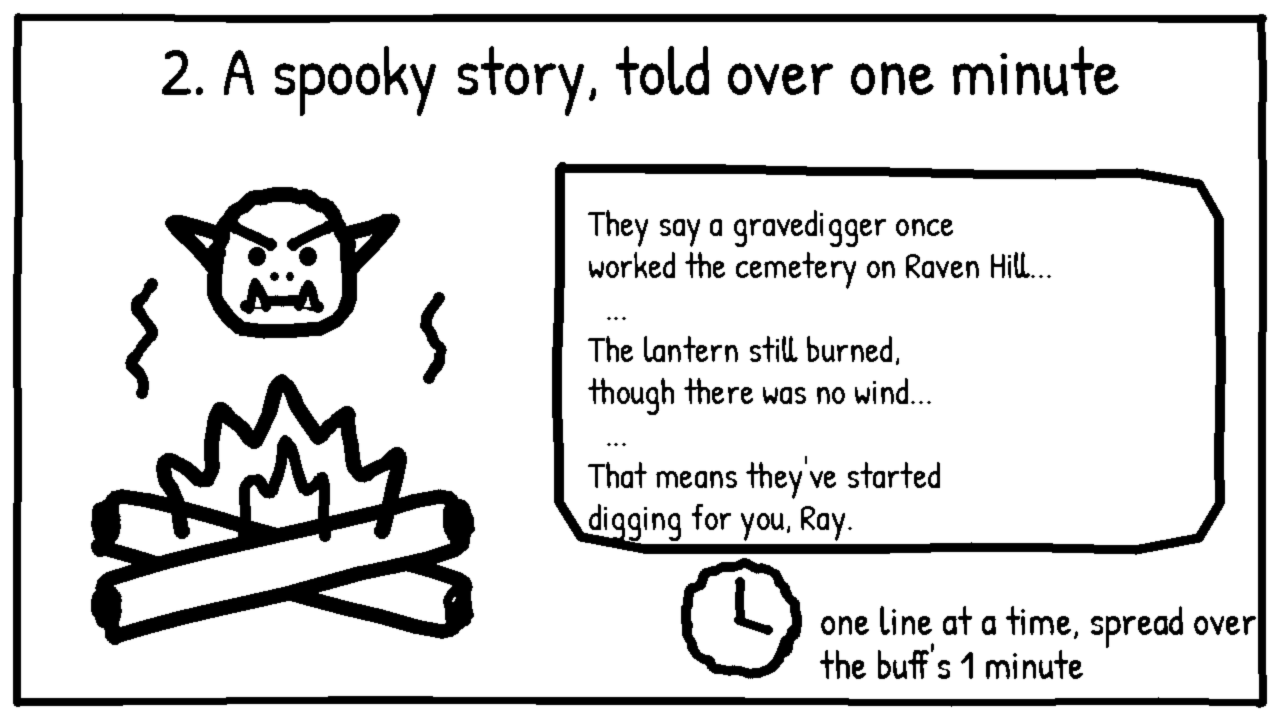 2. A spooky story, told over one minute
They say a gravedigger once
worked the cemetery on Raven Hill...
...
The lantern still burned,
though there was no wind...
...
That means they've started
digging for you, Ray.
one line at a time, spread over
the buff's 1 minute